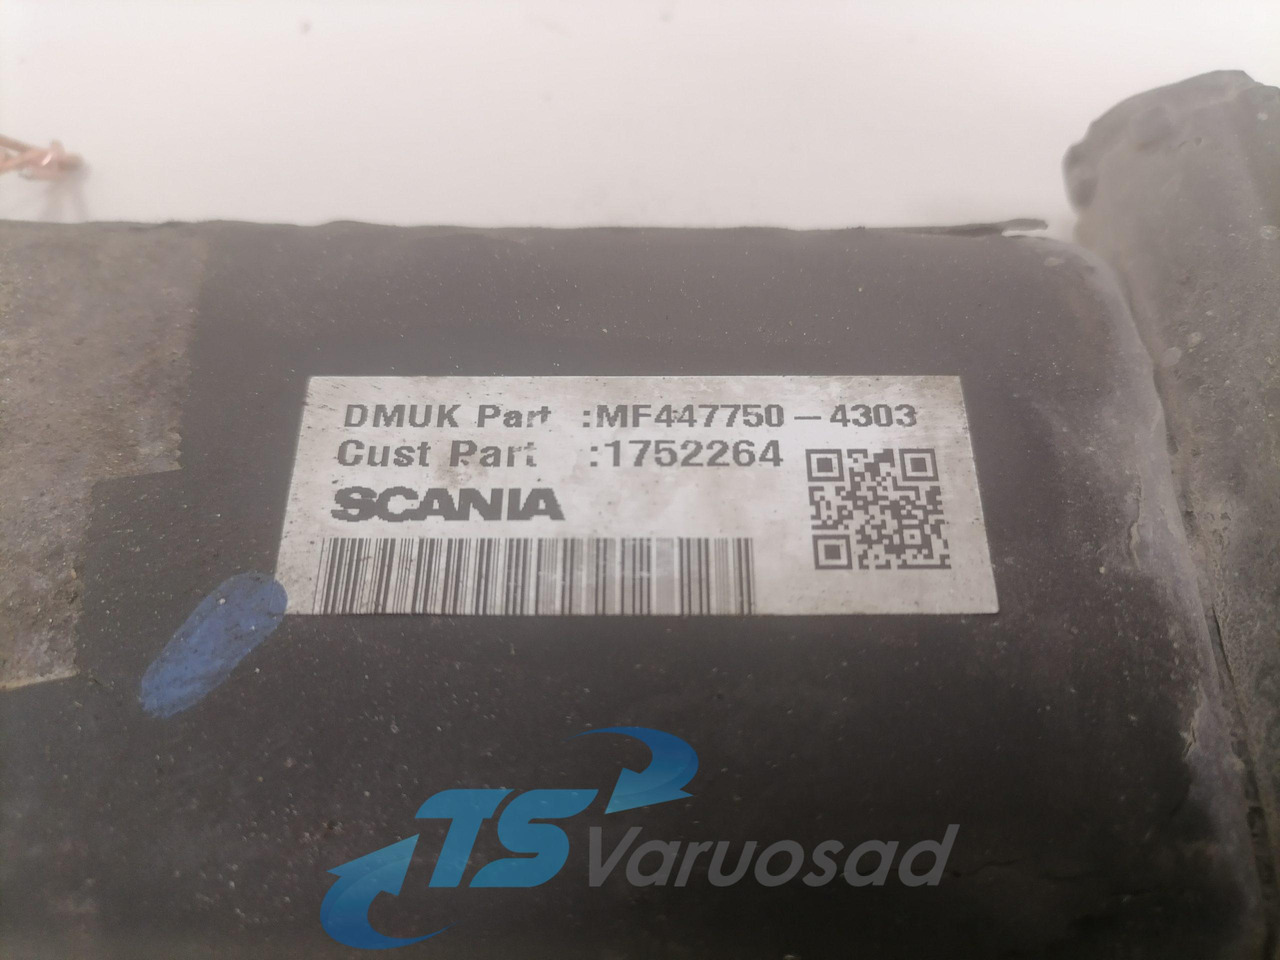 DMUK Part :MF447750-4303
Cust Part :1752264
SCANIA
TS Varuosad